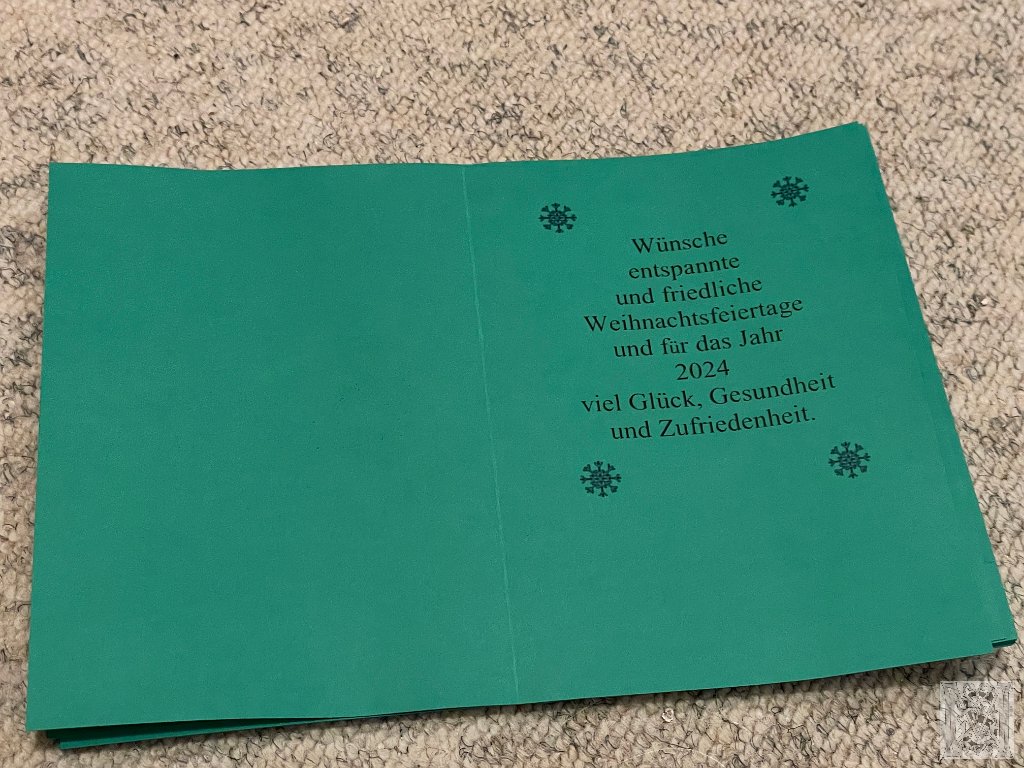 Wünsche
entspannte
und friedliche
Weihnachtsfeiertage
und für das Jahr
2024
viel Glück, Gesundheit
und Zufriedenheit.